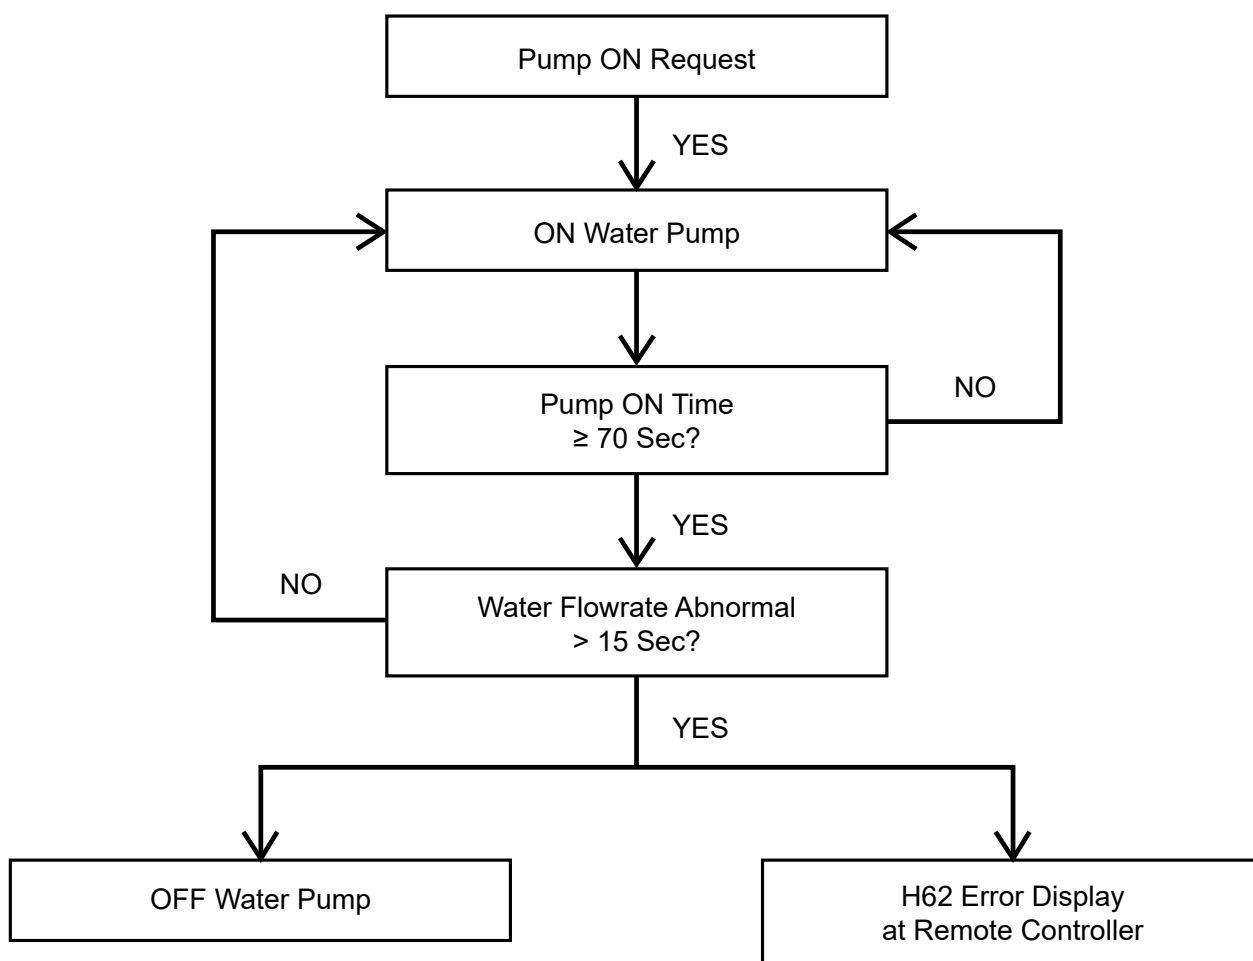 Pump ON Request
YES
ON Water Pump
Pump ON Time
≥ 70 Sec?
NO
YES
Water Flowrate Abnormal
> 15 Sec?
NO
YES
OFF Water Pump
H62 Error Display
at Remote Controller